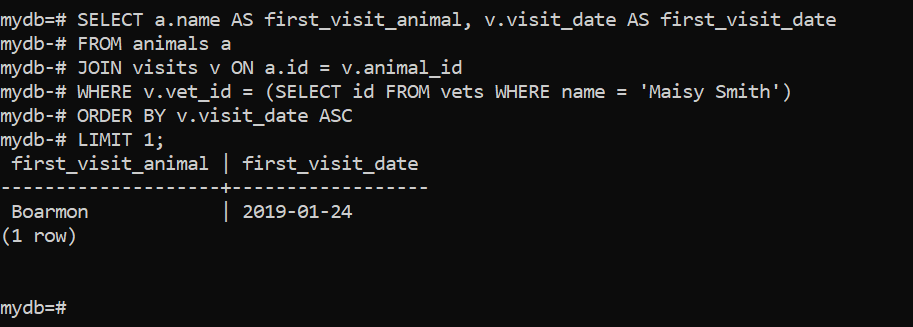 mydb=# SELECT a.name AS first_visit_animal, v.visit_date AS first_visit_date
mydb-# FROM animals a
mydb-# JOIN visits v ON a.id = v.animal_id
mydb-# WHERE v.vet_id = (SELECT id FROM vets WHERE name = 'Maisy Smith')
mydb-# ORDER BY v.visit_date ASC
mydb-# LIMIT 1;
 first_visit_animal | first_visit_date
--------------------+------------------
 Boarmon            | 2019-01-24
(1 row)
mydb=#